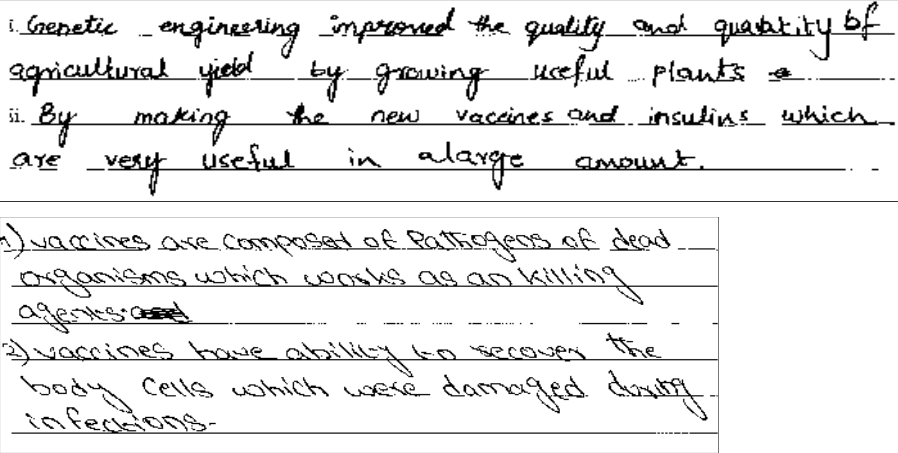 i. Genetic engineering improved the quality and quantity of
agricultural yield by growing useful plants
ii. By making the new vaccines and insulins which
are very useful in alarge amount.
1) vaccines are composed of Pathogens of dead
organisms which works as an killing
agents.
2) vaccines have ability to recover the
body cells which were damaged during
infections.